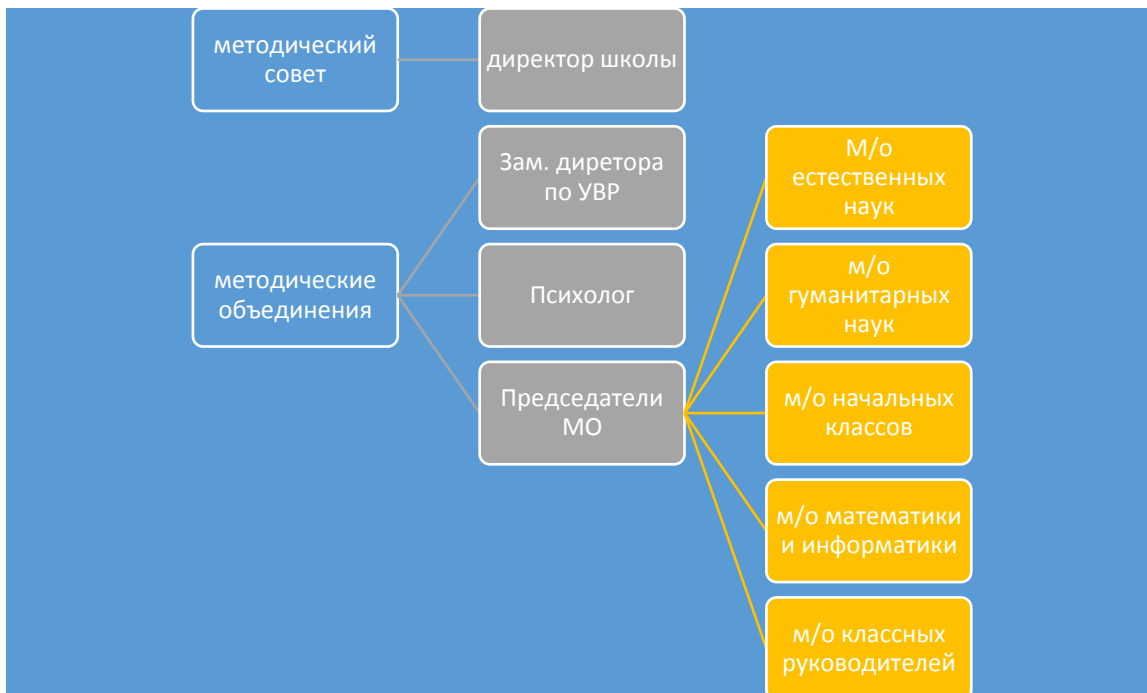 методический
совет
директор школы
методические
объединения
Зам. диретора
по УВР
Психолог
Председатели
МО
М/о
естественных
наук
м/о
гуманитарных
наук
м/о начальных
классов
м/о математики
и информатики
м/о классных
руководителей